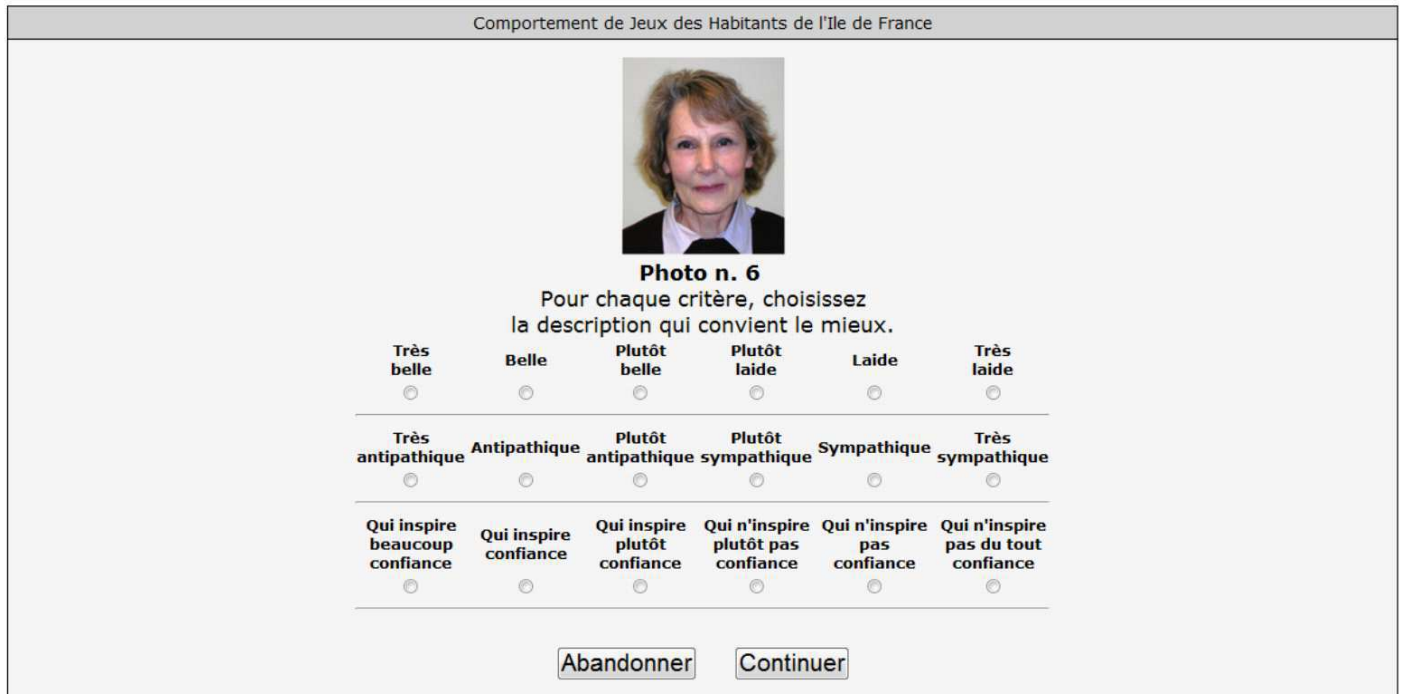 Comportement de Jeux des Habitants de l'Ile de France
Photo n. 6
Pour chaque critère, choisissez
la description qui convient le mieux.
Très belle Belle Plutôt belle Plutôt laide Laide Très laide
Très antipathique Antipathique Plutôt antipathique Plutôt sympathique Sympathique Très sympathique
Qui inspire beaucoup confiance Qui inspire confiance Qui inspire plutôt confiance Qui n'inspire plutôt pas confiance Qui n'inspire pas confiance Qui n'inspire pas du tout confiance
Abandonner Continuer